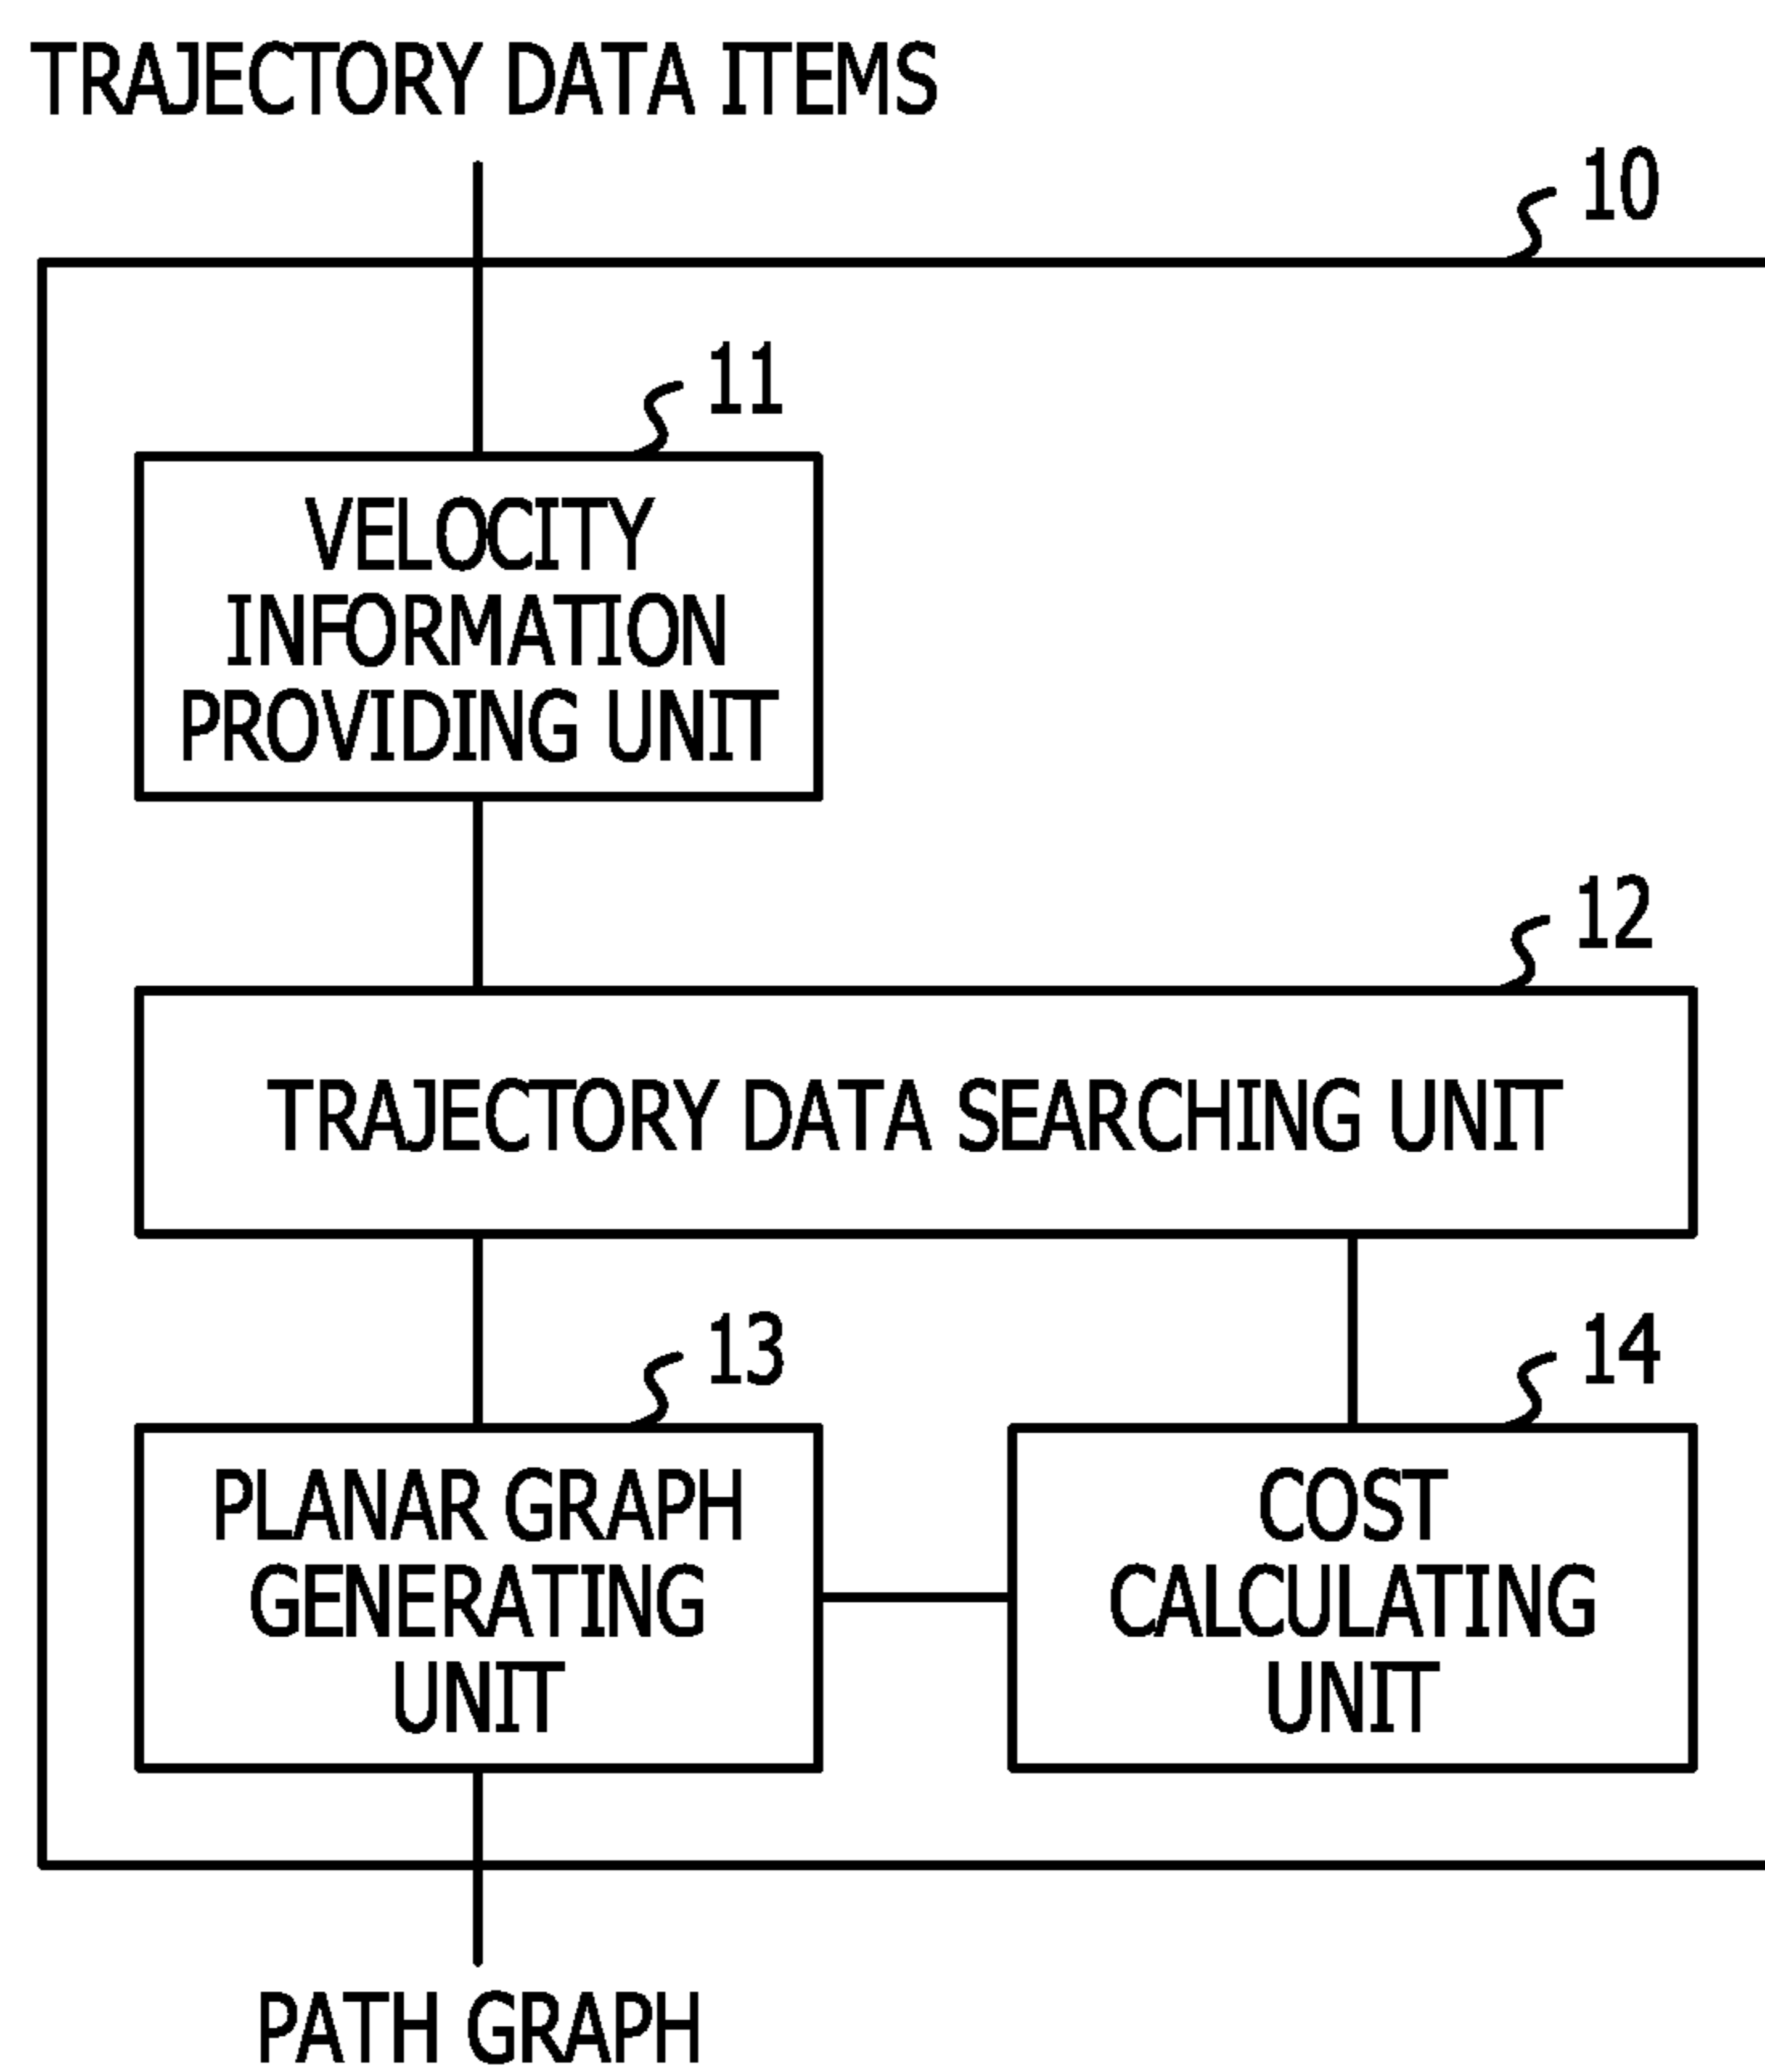 TRAJECTORY DATA ITEMS
10
11
VELOCITY
INFORMATION
PROVIDING UNIT
12
TRAJECTORY DATA SEARCHING UNIT
13
14
PLANAR GRAPH
GENERATING
UNIT
COST
CALCULATING
UNIT
PATH GRAPH